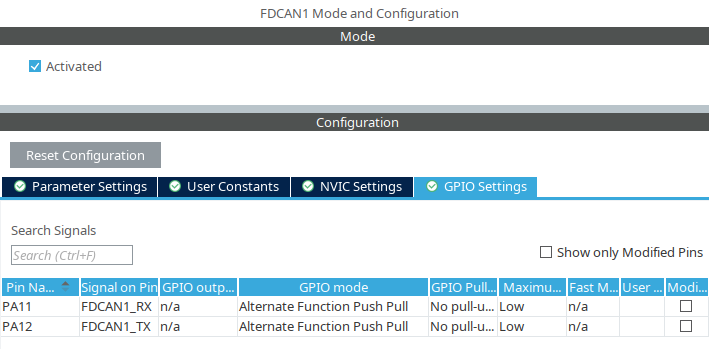 FDCAN1 Mode and Configuration
Mode
Activated
Configuration
Reset Configuration
Parameter Settings User Constants NVIC Settings GPIO Settings
Search Signals
Search (Ctrl+F)
Show only Modified Pins
Pin Na... Signal on Pin GPIO outp... GPIO mode GPIO Pull... Maximu... Fast M... User ... Modi...
PA11 FDCAN1_RX n/a Alternate Function Push Pull No pull-u... Low n/a
PA12 FDCAN1_TX n/a Alternate Function Push Pull No pull-u... Low n/a